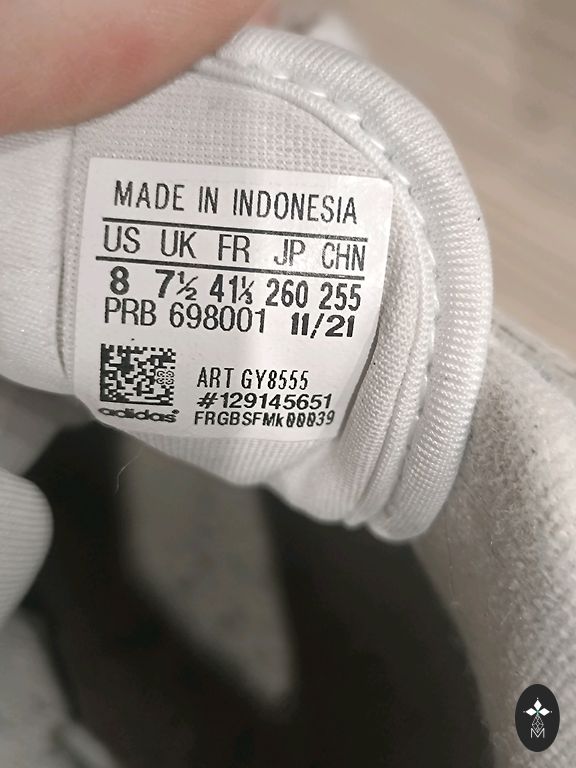 MADE IN INDONESIA
US UK FR JP CHN
8 7½ 41⅓ 260 255
PRB 698001 11/21
ART GY8555
#129145651
adidas FRGBSFMk00039
M